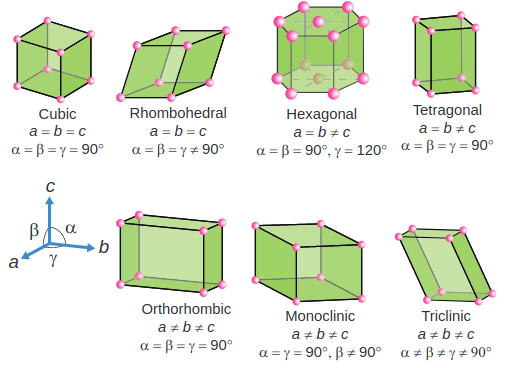 Cubic
a = b = c
α = β = γ = 90°
Rhombohedral
a = b = c
α = β = γ ≠ 90°
Hexagonal
a = b ≠ c
α = β = 90°, γ = 120°
Tetragonal
a = b ≠ c
α = β = γ = 90°
c
β α
b
a γ
Orthorhombic
a ≠ b ≠ c
α = β = γ = 90°
Monoclinic
a ≠ b ≠ c
α = γ = 90°, β ≠ 90°
Triclinic
a ≠ b ≠ c
α ≠ β ≠ γ ≠ 90°